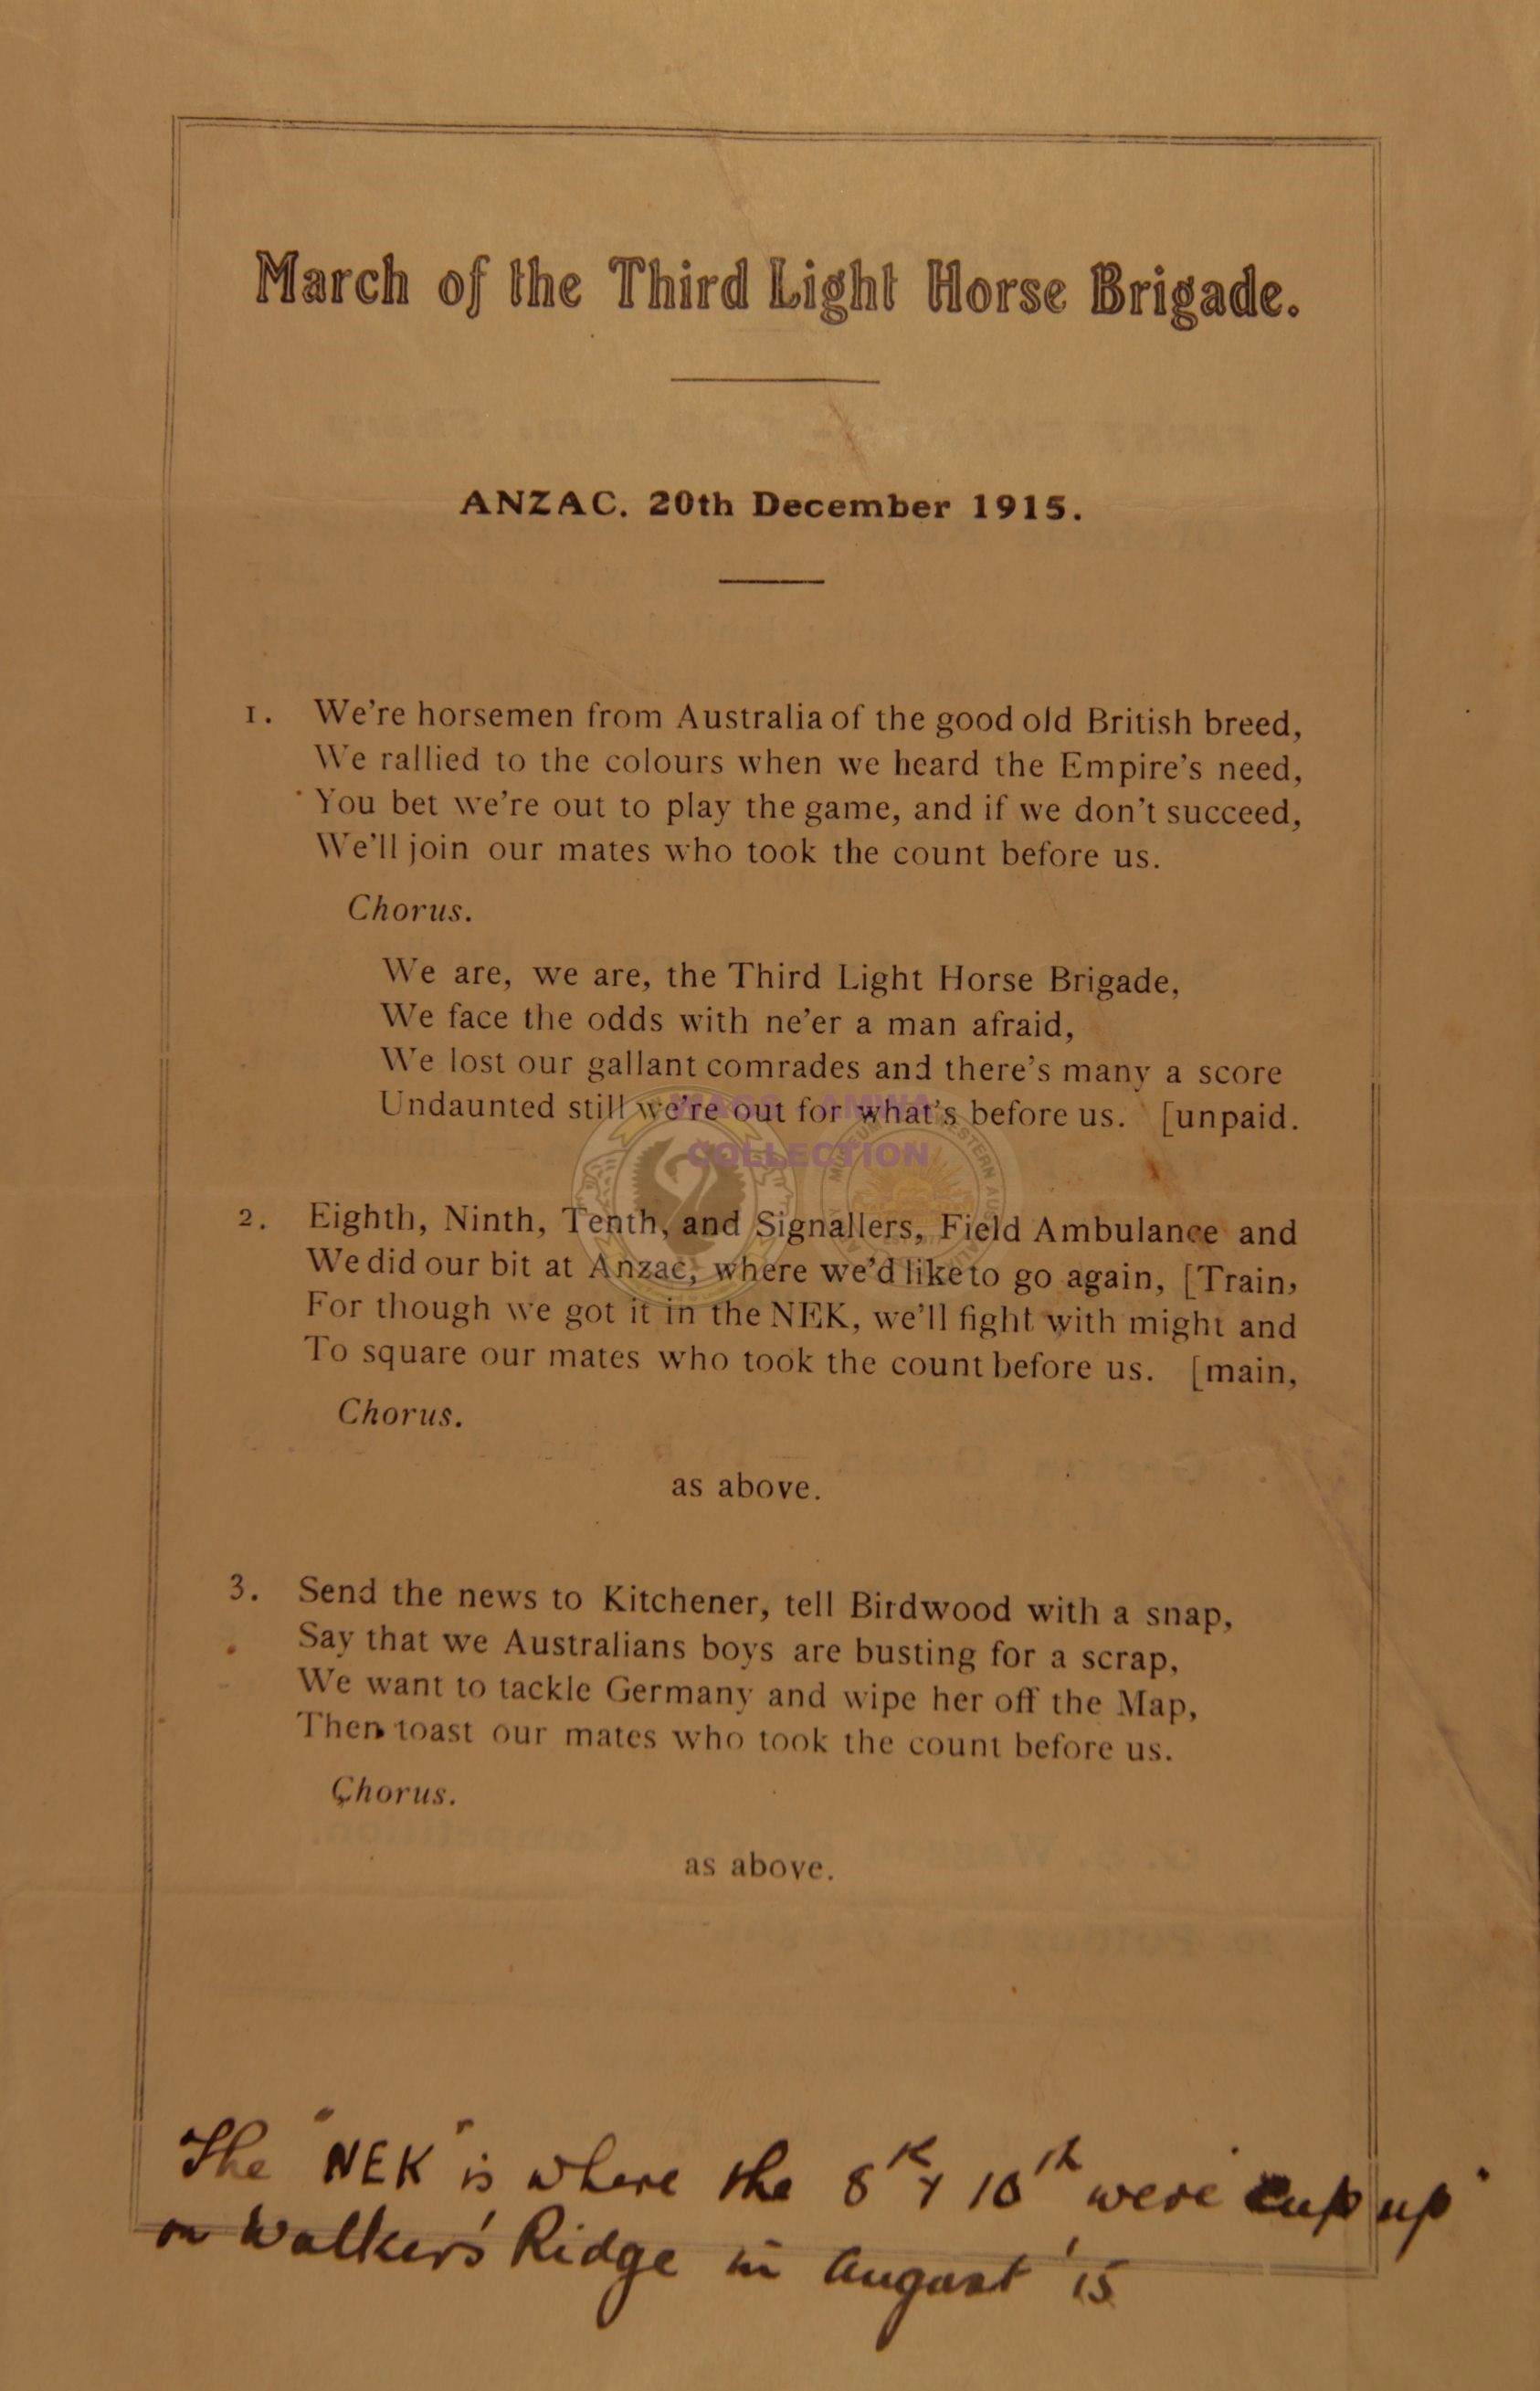 March of the Third Light Horse Brigade.
ANZAC. 20th December 1915.
1. We're horsemen from Australia of the good old British breed,
We rallied to the colours when we heard the Empire's need,
You bet we're out to play the game, and if we don't succeed,
We'll join our mates who took the count before us.
Chorus.
We are, we are, the Third Light Horse Brigade,
We face the odds with ne'er a man afraid,
We lost our gallant comrades and there's many a score
Undaunted still we're out for what's before us. [unpaid.
MAGS AMWA
COLLECTION
2. Eighth, Ninth, Tenth, and Signallers, Field Ambulance and
We did our bit at Anzac, where we'd like to go again, [Train,
For though we got it in the NEK, we'll fight with might and
To square our mates who took the count before us. [main,
Chorus.
as above.
3. Send the news to Kitchener, tell Birdwood with a snap,
Say that we Australians boys are busting for a scrap,
We want to tackle Germany and wipe her off the Map,
Then toast our mates who took the count before us.
Chorus.
as above.
The "NEK" is where the 8th & 10th were "cup up"
on Walker's Ridge in August '15